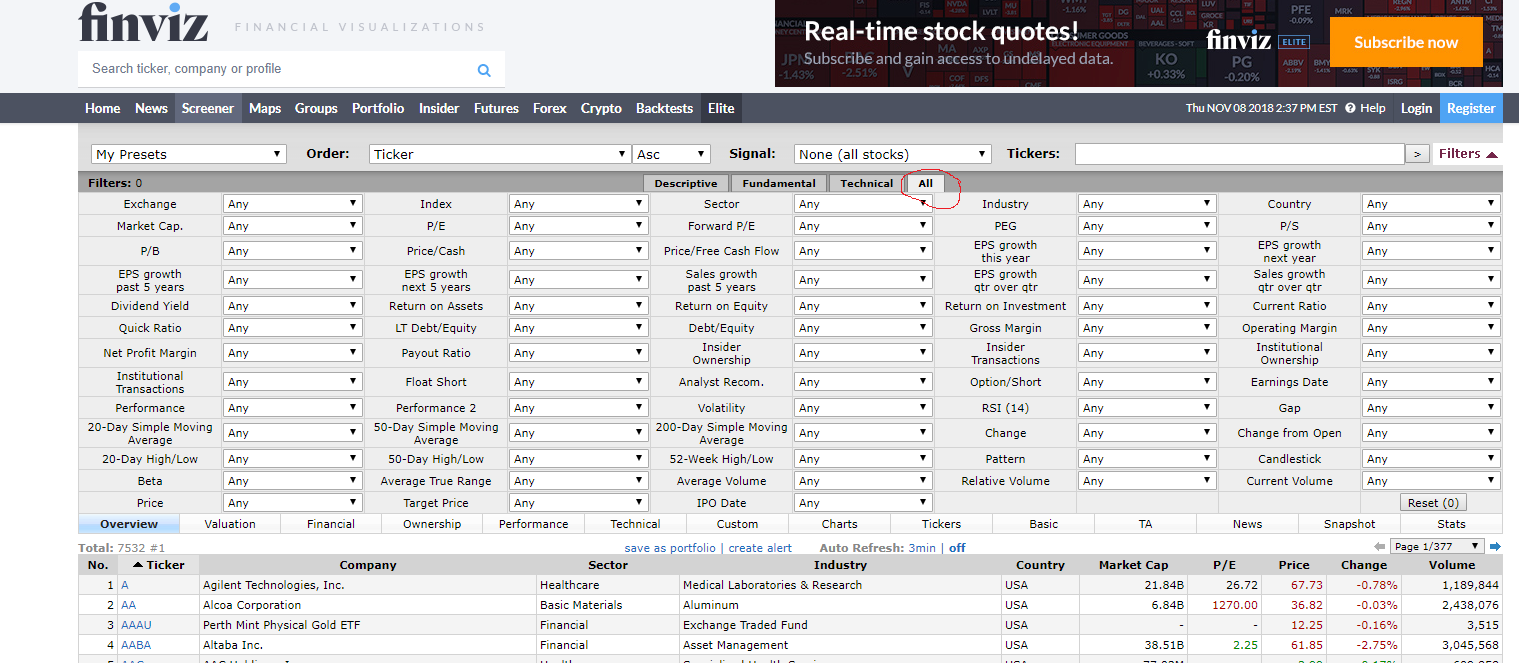 finviz FINANCIAL VISUALIZATIONS
Real-time stock quotes!
Subscribe and gain access to undelayed data.
finviz ELITE
Subscribe now
KO
+0.33%
PG
-0.20%
PFE
-0.09%
MRK
Search ticker, company or profile
Home News Screener Maps Groups Portfolio Insider Futures Forex Crypto Backtests Elite Thu NOV 08 2018 2:37 PM EST Help Login Register
My Presets Order: Ticker Asc Signal: None (all stocks) Tickers: > Filters
Filters: 0 Descriptive Fundamental Technical All
Exchange Any Index Any Sector Any Industry Any Country Any
Market Cap. Any P/E Any Forward P/E Any PEG Any P/S Any
P/B Any Price/Cash Any Price/Free Cash Flow Any EPS growth this year Any EPS growth next year Any
EPS growth past 5 years Any EPS growth next 5 years Any Sales growth past 5 years Any EPS growth qtr over qtr Any Sales growth qtr over qtr Any
Dividend Yield Any Return on Assets Any Return on Equity Any Return on Investment Any Current Ratio Any
Quick Ratio Any LT Debt/Equity Any Debt/Equity Any Gross Margin Any Operating Margin Any
Net Profit Margin Any Payout Ratio Any Insider Ownership Any Insider Transactions Any Institutional Ownership Any
Institutional Transactions Any Float Short Any Analyst Recom. Any Option/Short Any Earnings Date Any
Performance Any Performance 2 Any Volatility Any RSI (14) Any Gap Any
20-Day Simple Moving Average Any 50-Day Simple Moving Average Any 200-Day Simple Moving Average Any Change Any Change from Open Any
20-Day High/Low Any 50-Day High/Low Any 52-Week High/Low Any Pattern Any Candlestick Any
Beta Any Average True Range Any Average Volume Any Relative Volume Any Current Volume Any
Price Any Target Price Any IPO Date Any Reset (0)
Overview Valuation Financial Ownership Performance Technical Custom Charts Tickers Basic TA News Snapshot Stats
Total: 7532 #1 save as portfolio | create alert Auto Refresh: 3min | off Page 1/377
No. Ticker Company Sector Industry Country Market Cap P/E Price Change Volume
1 A Agilent Technologies, Inc. Healthcare Medical Laboratories & Research USA 21.84B 26.72 67.73 -0.78% 1,189,844
2 AA Alcoa Corporation Basic Materials Aluminum USA 6.84B 1270.00 36.82 -0.03% 2,438,076
3 AAAU Perth Mint Physical Gold ETF Financial Exchange Traded Fund USA - - 12.25 -0.16% 3,515
4 AABA Altaba Inc. Financial Asset Management USA 38.51B 2.25 61.85 -2.75% 3,045,568